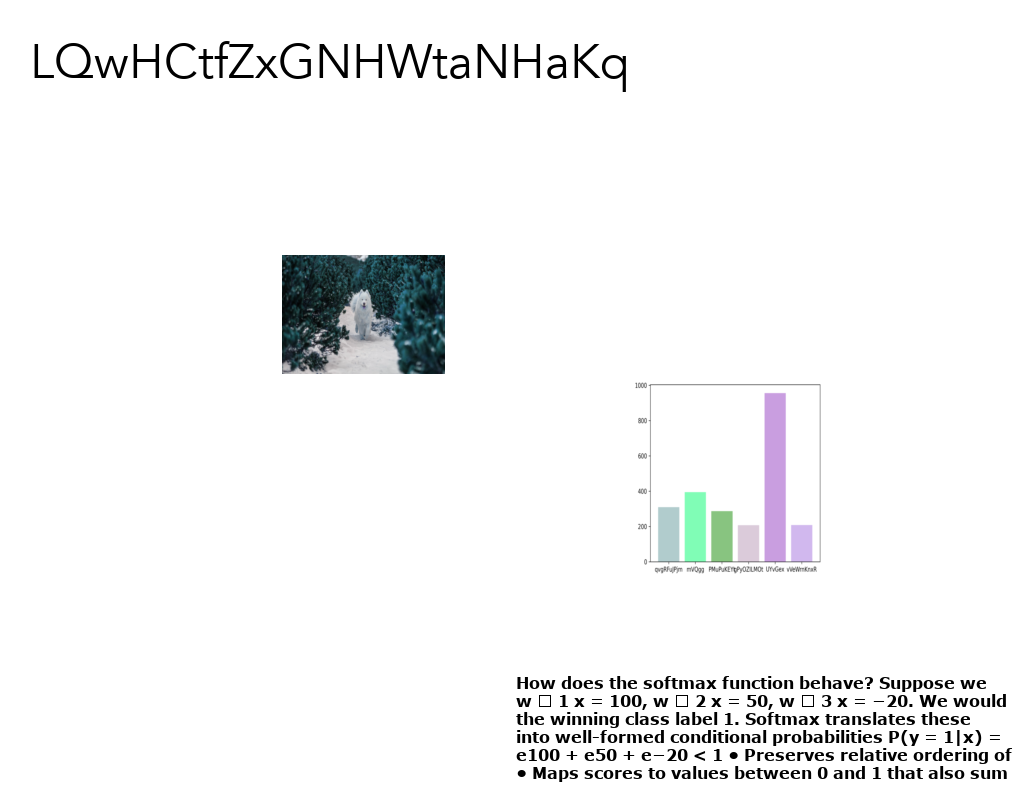 LQwHCtfZxGNHWtaNHaKq
1000
800
600
400
200
0
qvgRFuJPjn mVQgg UYvGex vVeWmKnxR
How does the softmax function behave? Suppose we
w □ 1 x = 100, w □ 2 x = 50, w □ 3 x = −20. We would
the winning class label 1. Softmax translates these
into well-formed conditional probabilities P(y = 1|x) =
e100 + e50 + e−20 < 1 • Preserves relative ordering of
• Maps scores to values between 0 and 1 that also sum